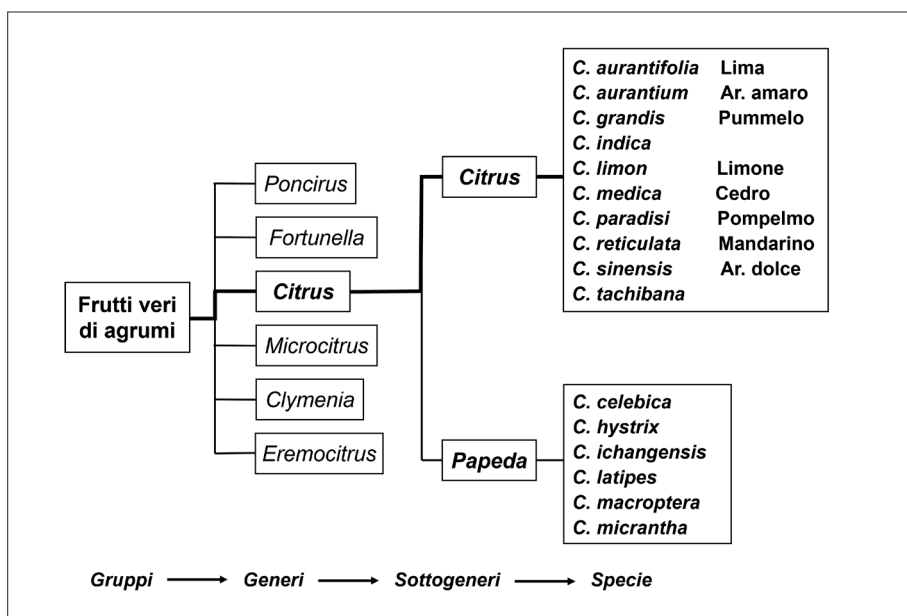 Frutti veri
di agrumi
Poncirus
Fortunella
Citrus
Microcitrus
Clymenia
Eremocitrus
Citrus
Papeda
C. aurantifolia Lima
C. aurantium Ar. amaro
C. grandis Pummelo
C. indica
C. limon Limone
C. medica Cedro
C. paradisi Pompelmo
C. reticulata Mandarino
C. sinensis Ar. dolce
C. tachibana
C. celebica
C. hystrix
C. ichangensis
C. latipes
C. macroptera
C. micrantha
Gruppi Generi Sottogeneri Specie